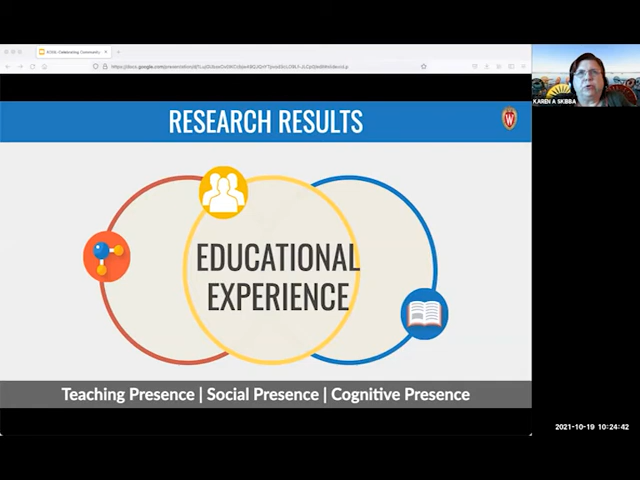 KAREN A SKIBBA
RESEARCH RESULTS
W
EDUCATIONAL
EXPERIENCE
Teaching Presence | Social Presence | Cognitive Presence
2021-10-19 10:24:42